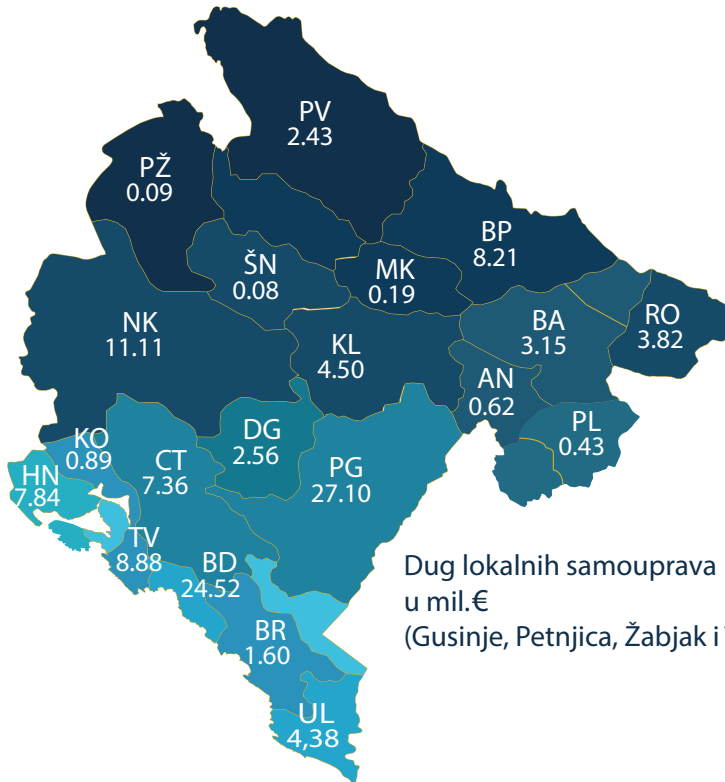 PV
2.43
PŽ
0.09
BP
8.21
ŠN
0.08
MK
0.19
NK
11.11
KL
4.50
BA
3.15
RO
3.82
AN
0.62
PL
0.43
DG
2.56
KO
0.89
CT
7.36
PG
27.10
HN
7.84
TV
8.88
BD
24.52
BR
1.60
UL
4,38
Dug lokalnih samouprava
u mil.€
(Gusinje, Petnjica, Žabjak i